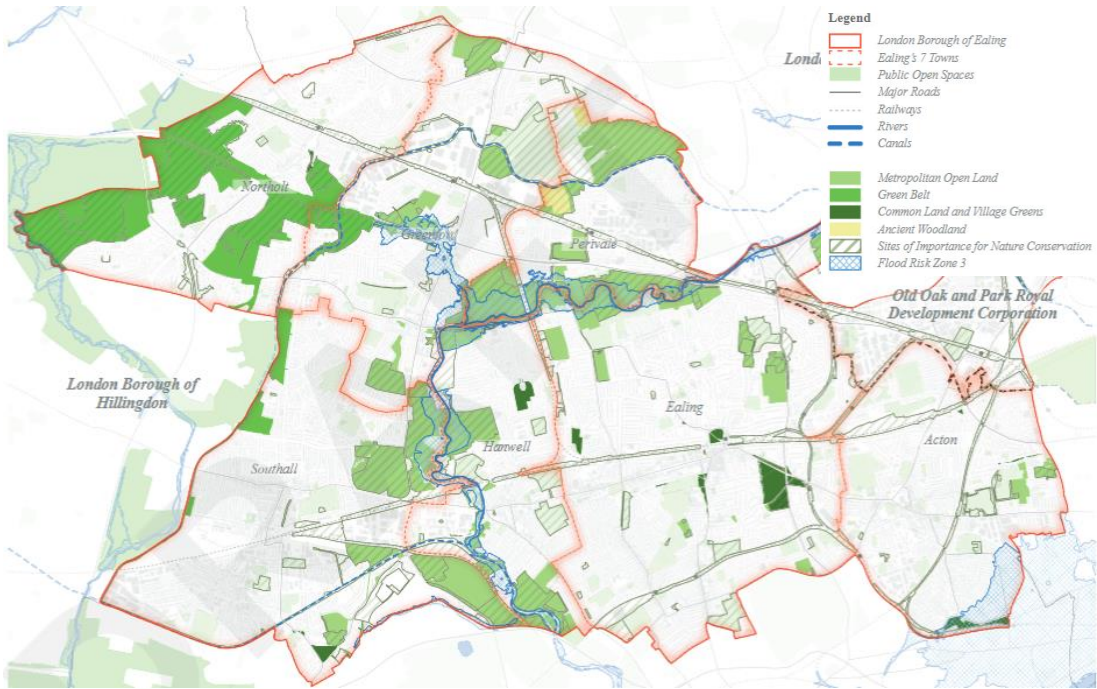 Legend
London Borough of Ealing
Ealing's 7 Towns
Public Open Spaces
Major Roads
Railways
Rivers
Canals
Metropolitan Open Land
Green Belt
Common Land and Village Greens
Ancient Woodland
Sites of Importance for Nature Conservation
Flood Risk Zone 3
Northolt
Greenford
Perivale
Old Oak and Park Royal
Development Corporation
London Borough of
Hillingdon
Ealing
Acton
Hanwell
Southall